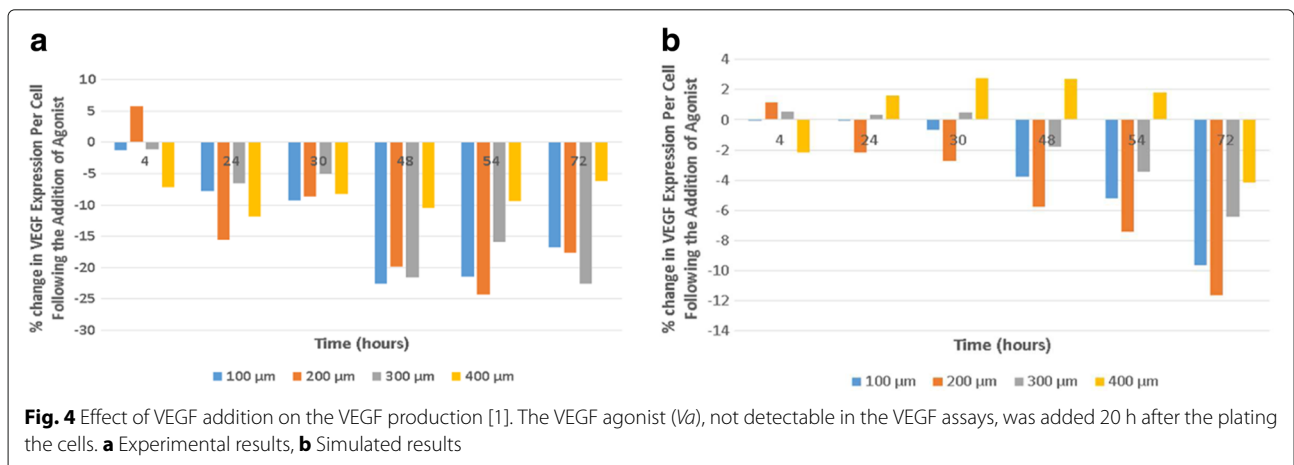 a
% change in VEGF Expression Per Cell
Following the Addition of Agonist
10
5
0
-5
-10
-15
-20
-25
-30
4
24
30
48
54
72
Time (hours)
100 µm
200 µm
300 µm
400 µm
b
% change in VEGF Expression Per Cell
Following the Addition of Agonist
4
2
0
-2
-4
-6
-8
-10
-12
-14
4
24
30
48
54
72
Time (hours)
100 µm
200 µm
300 µm
400 µm
Fig. 4 Effect of VEGF addition on the VEGF production [1]. The VEGF agonist (Va), not detectable in the VEGF assays, was added 20 h after the plating
the cells. a Experimental results, b Simulated results